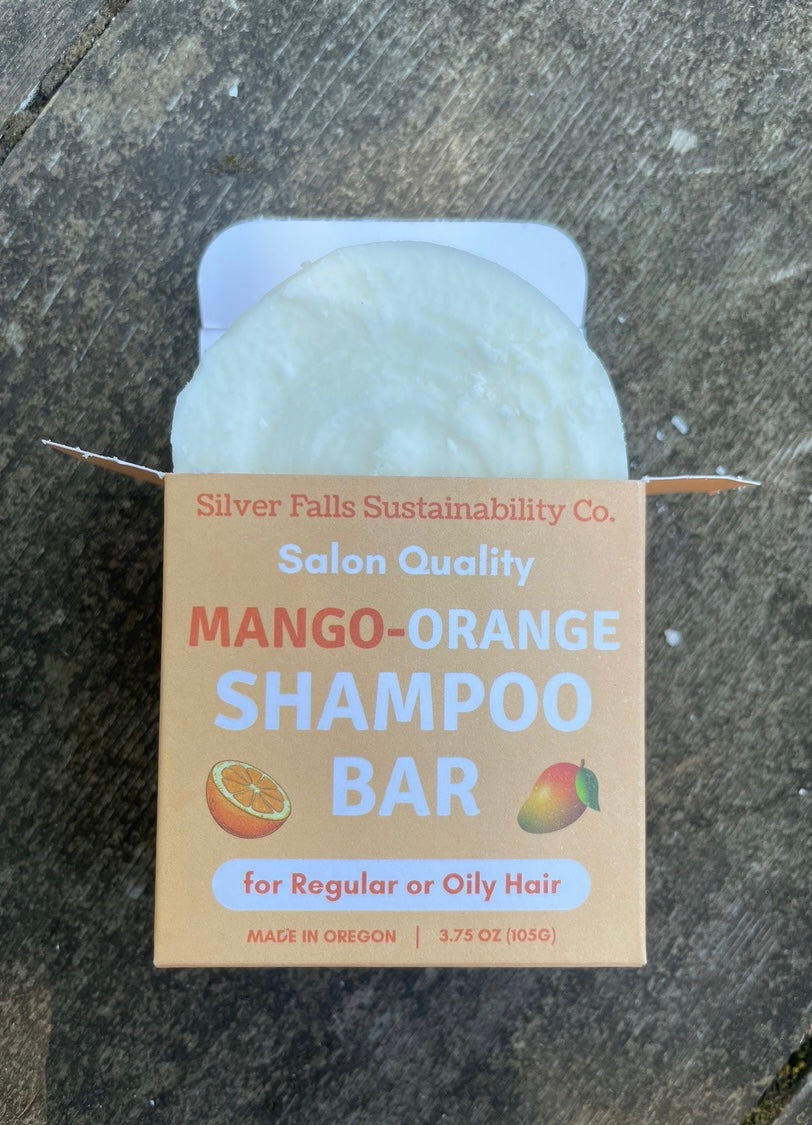 Silver Falls Sustainability Co.
Salon Quality
MANGO-ORANGE
SHAMPOO
BAR
for Regular or Oily Hair
MADE IN OREGON | 3.75 OZ (105G)